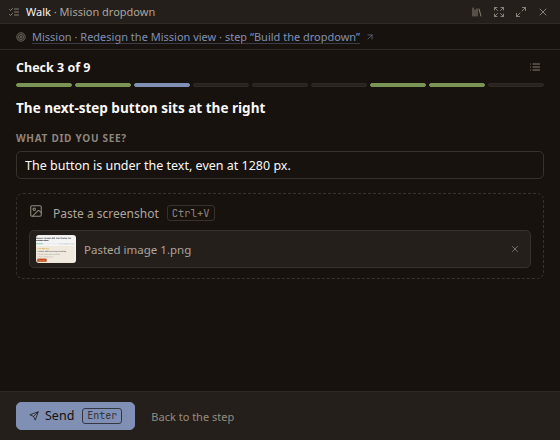 Walk · Mission dropdown
Mission · Redesign the Mission view · step “Build the dropdown”
Check 3 of 9
The next-step button sits at the right
WHAT DID YOU SEE?
The button is under the text, even at 1280 px.
Paste a screenshot Ctrl+V
Pasted image 1.png
Send Enter
Back to the step